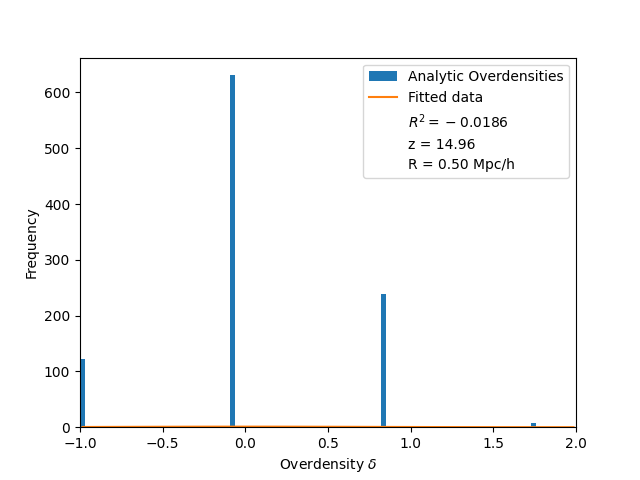 Analytic Overdensities
Fitted data
R² = − 0.0186
z = 14.96
R = 0.50 Mpc/h
600
500
400
300
200
100
0
Frequency
−1.0 −0.5 0.0 0.5 1.0 1.5 2.0
Overdensity δ